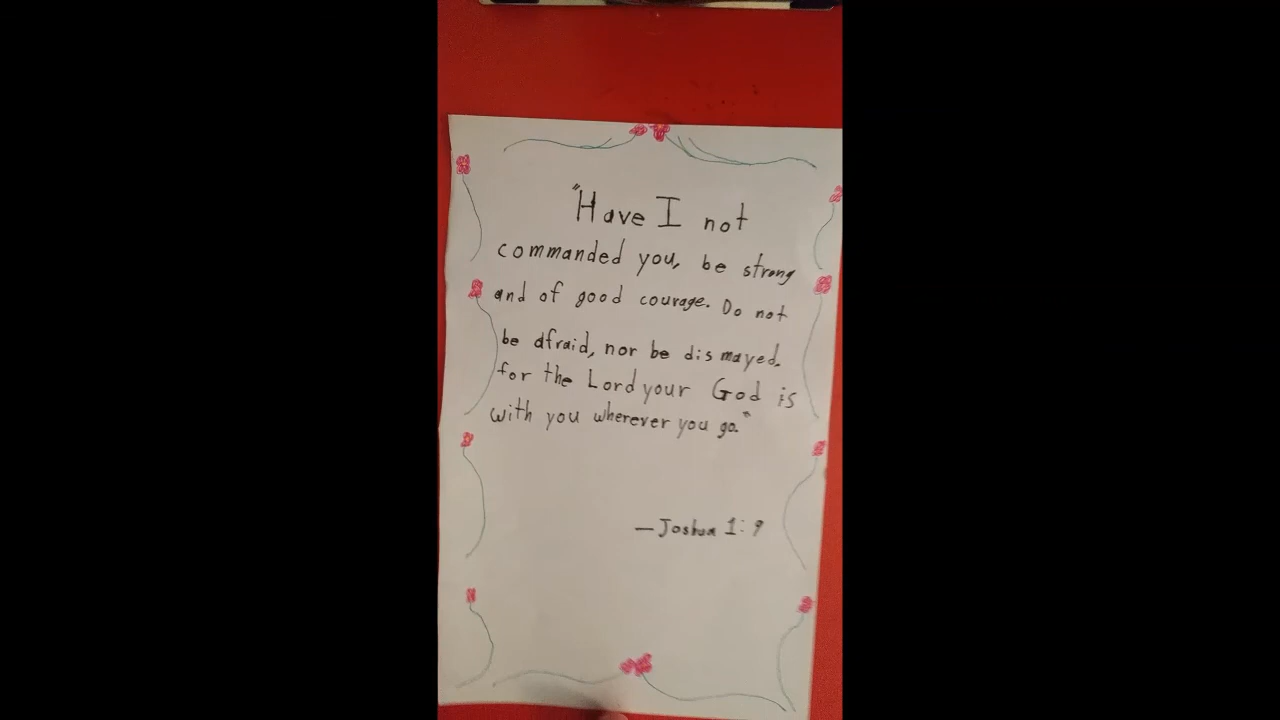 "Have I not
commanded you, be strong
and of good courage. Do not
be afraid, nor be dismayed.
for the Lord your God is
with you wherever you go."
—Joshua 1:9